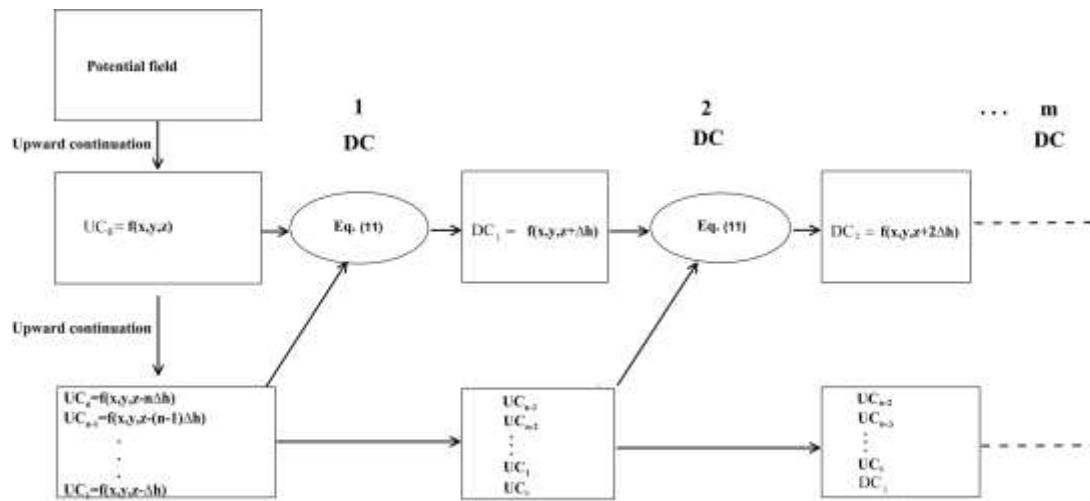 Potential field
1
DC
2
DC
... m
DC
Upward continuation
UC₀= f(x,y,z)
Eq. (11)
DC₁ = f(x,y,z+Δh)
Eq. (11)
DC₂ = f(x,y,z+2Δh)
Upward continuation
UCₙ=f(x,y,z-nΔh)
UCₙ₋₁=f(x,y,z-(n-1)Δh)
UC₁=f(x,y,z-Δh)
UCₙ₋₁
UCₙ₋₂
UC₁
UCₙ₋₂
UCₙ₋₃
DC₁